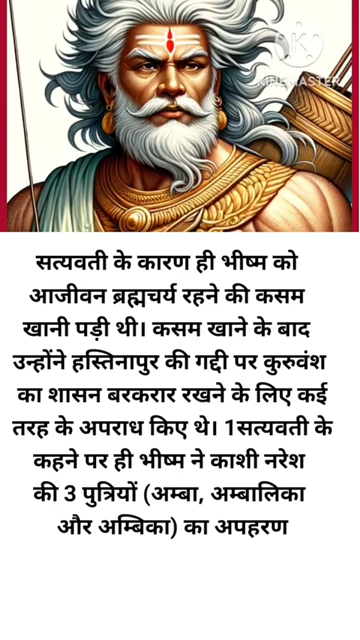 KINEMASTER
सत्यवती के कारण ही भीष्म को
आजीवन ब्रह्मचर्य रहने की कसम
खानी पड़ी थी। कसम खाने के बाद
उन्होंने हस्तिनापुर की गद्दी पर कुरुवंश
का शासन बरकरार रखने के लिए कई
तरह के अपराध किए थे। 1सत्यवती के
कहने पर ही भीष्म ने काशी नरेश
की 3 पुत्रियों (अम्बा, अम्बालिका
और अम्बिका) का अपहरण